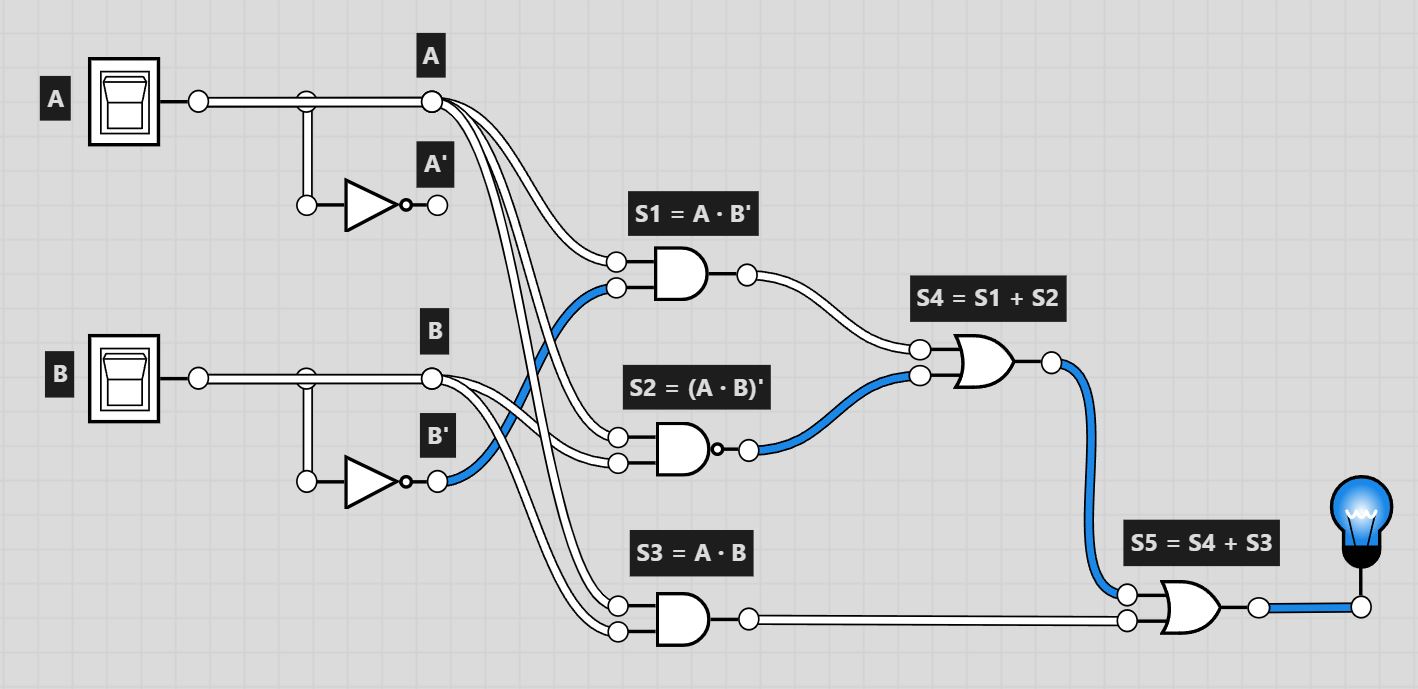 A
A
A'
S1 = A · B'
S4 = S1 + S2
B
B
S2 = (A · B)'
B'
S3 = A · B
S5 = S4 + S3